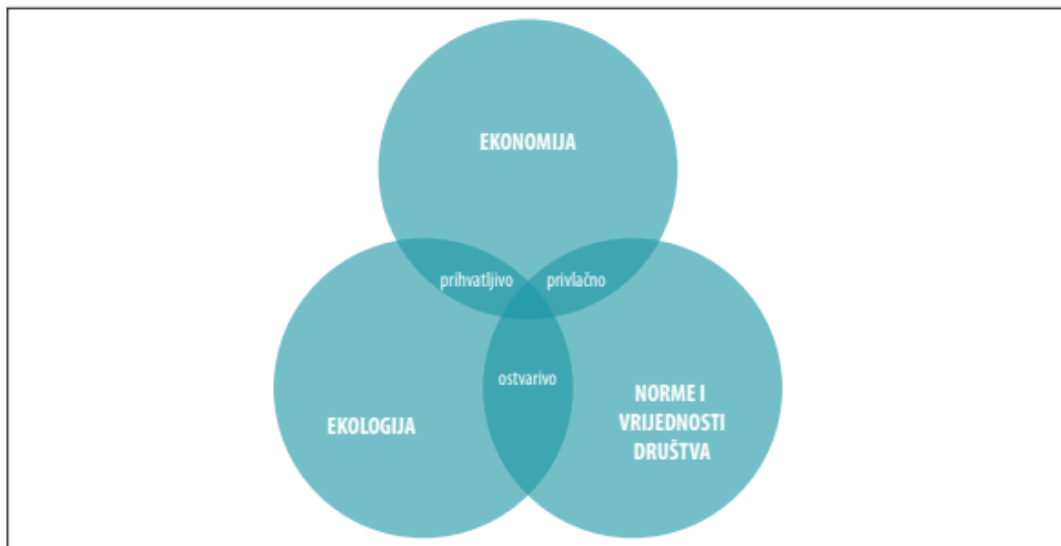 EKONOMIJA
prihvatljivo
privlačno
ostvarivo
EKOLOGIJA
NORME I
VRIJEDNOSTI
DRUŠTVA